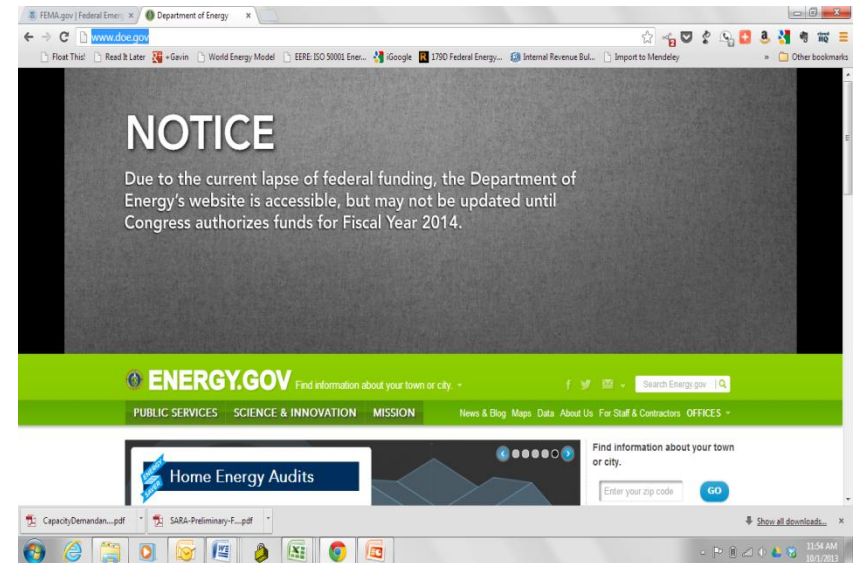 FEMA.gov | Federal Emerg
Department of Energy
www.doe.gov
Float This!
Read It Later
+Gavin
World Energy Model
EERE: ISO 50001 Ener...
iGoogle
179D Federal Energy...
Internal Revenue Bul...
Import to Mendeley
»
Other bookmarks
NOTICE
Due to the current lapse of federal funding, the Department of
Energy's website is accessible, but may not be updated until
Congress authorizes funds for Fiscal Year 2014.
ENERGY.GOV Find information about your town or city.
Search Energy.gov
PUBLIC SERVICES SCIENCE & INNOVATION MISSION News & Blog Maps Data About Us For Staff & Contractors OFFICES
ENERGY SAVER
Home Energy Audits
Find information about your town
or city.
Enter your zip code GO
CapacityDemandan....pdf
SARA-Preliminary-F....pdf
Show all downloads...
11:54 AM
10/1/2013